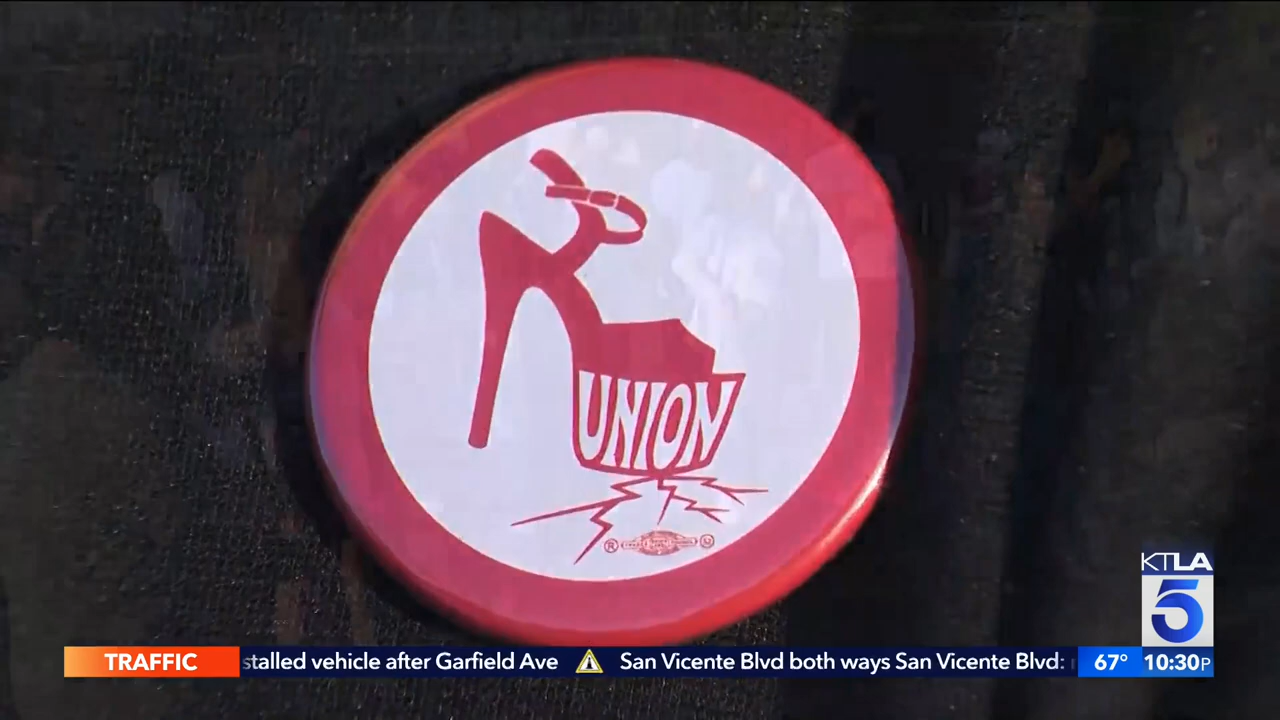 UNION
®
KTLA
5
TRAFFIC
stalled vehicle after Garfield Ave
San Vicente Blvd both ways San Vicente Blvd:
67° 10:30P